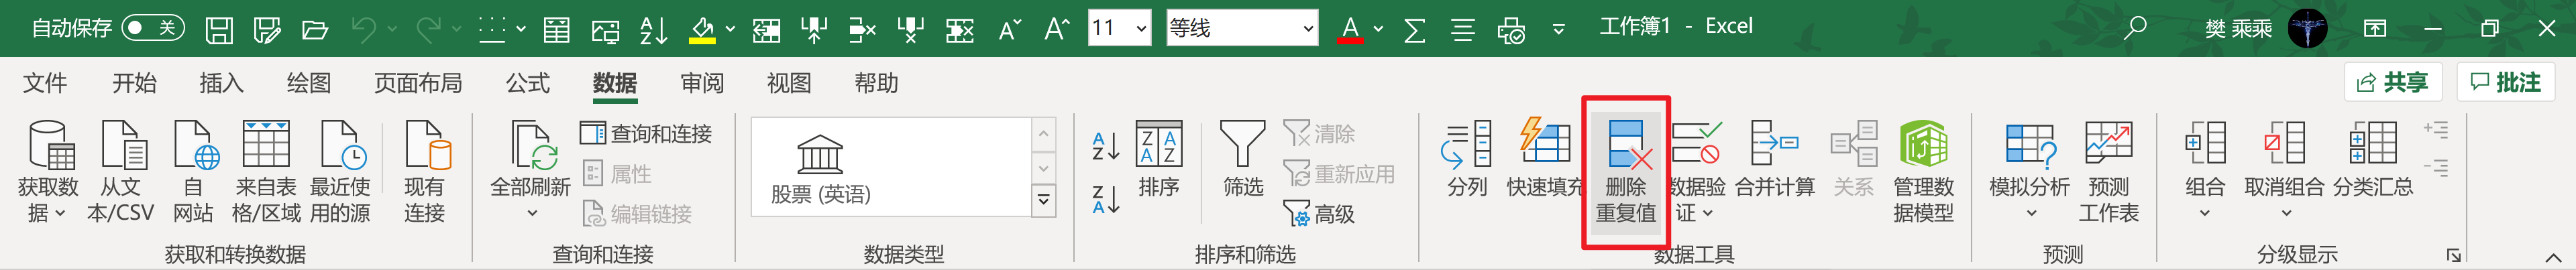 自动保存 关 11 等线 工作簿1 - Excel 樊 乘乘
文件 开始 插入 绘图 页面布局 公式 数据 审阅 视图 帮助 共享 批注
获取数据 从文本/CSV 自网站 来自表格/区域 最近使用的源 现有连接
获取和转换数据
全部刷新 查询和连接
属性
编辑链接
查询和连接
股票 (英语)
数据类型
排序 筛选 清除
重新应用
高级
排序和筛选
分列 快速填充 删除重复值 数据验证 合并计算 关系 管理数据模型
数据工具
模拟分析 预测工作表
预测
组合 取消组合 分类汇总
分级显示